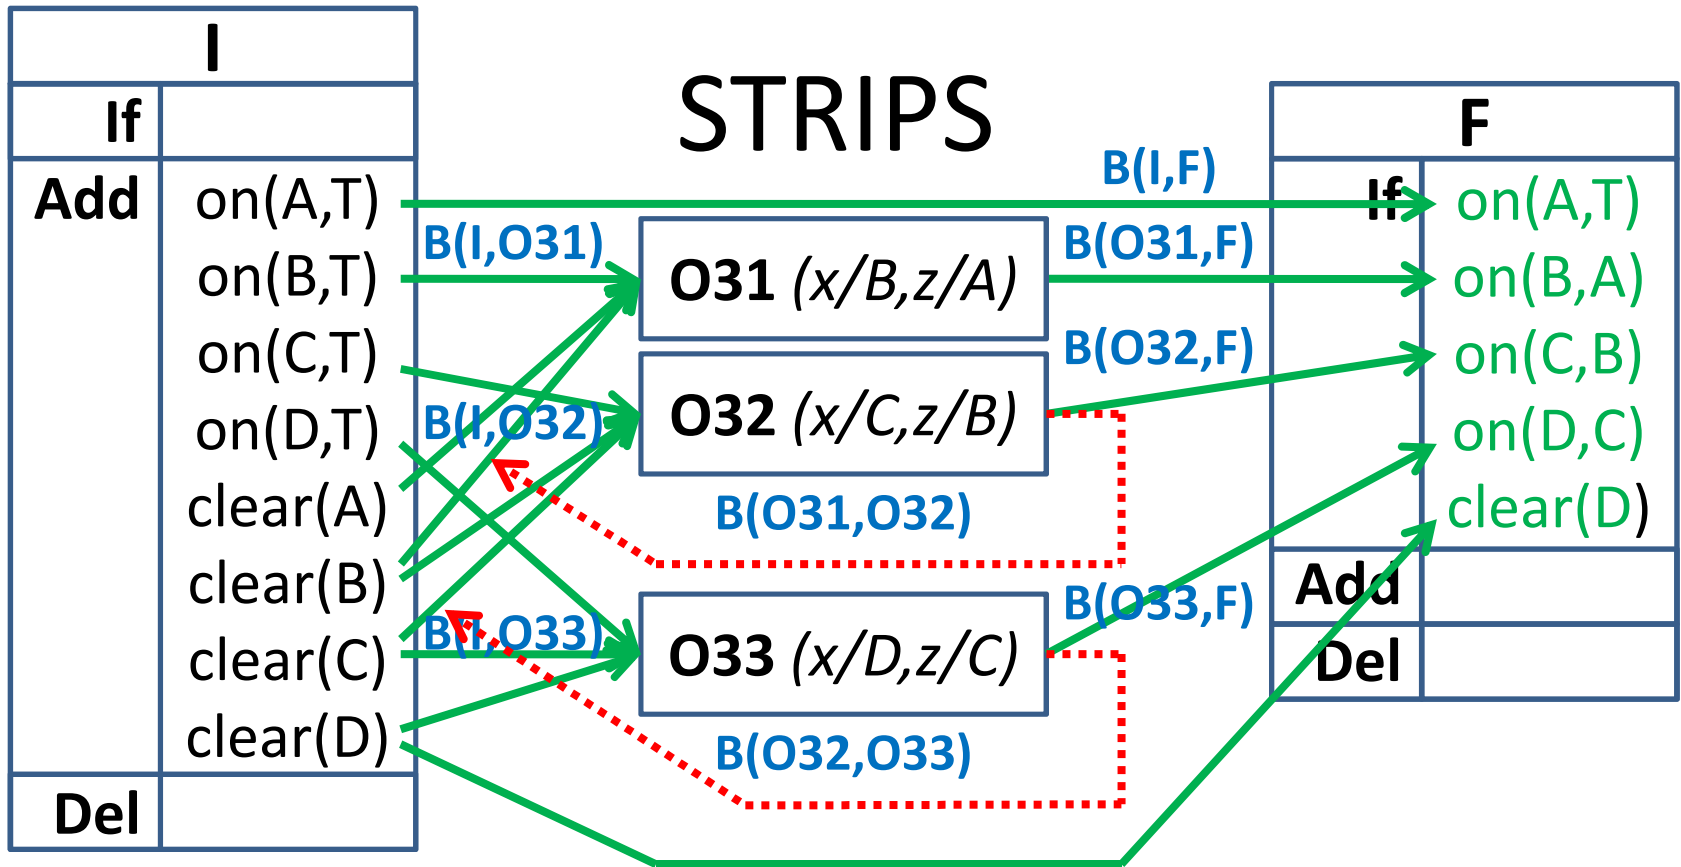 I
If
Add
on(A,T)
on(B,T)
on(C,T)
on(D,T)
clear(A)
clear(B)
clear(C)
clear(D)
Del
STRIPS
B(I,F)
B(I,O31)
O31 (x/B,z/A)
B(O31,F)
B(I,O32)
O32 (x/C,z/B)
B(O32,F)
B(O31,O32)
B(I,O33)
O33 (x/D,z/C)
B(O33,F)
B(O32,O33)
F
If
on(A,T)
on(B,A)
on(C,B)
on(D,C)
clear(D)
Add
Del